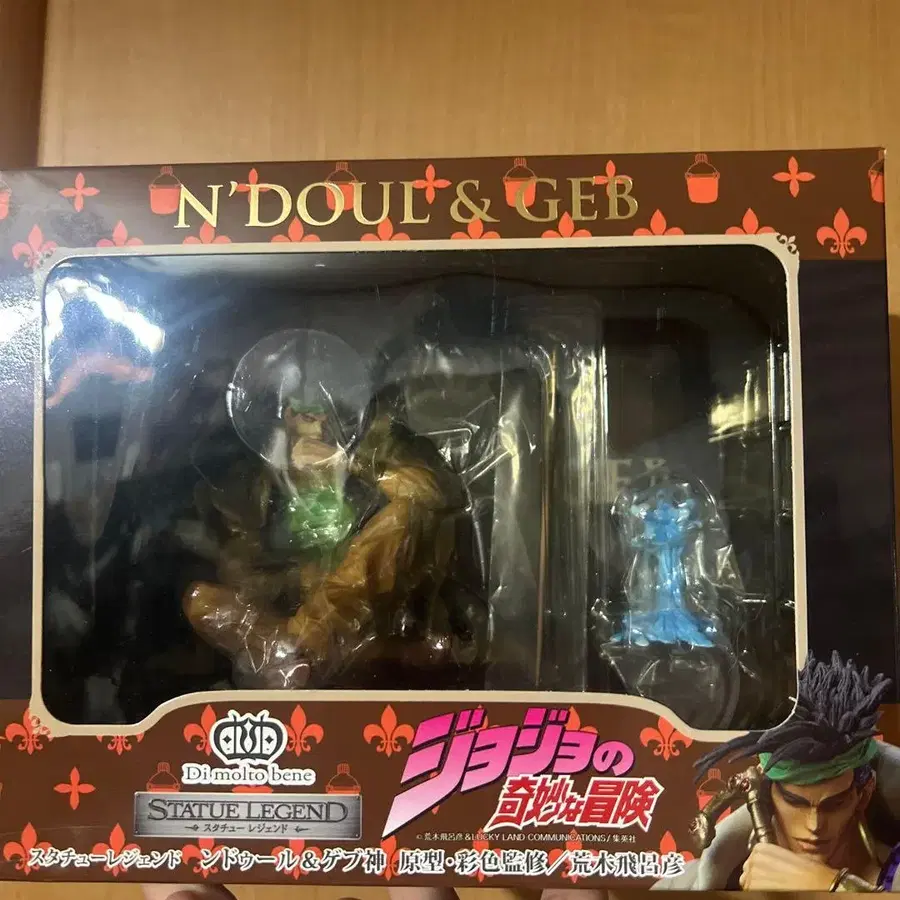 N'DOUL & GEB
Di molto bene
STATUE LEGEND
スタチュー レジェンド
ジョジョの
奇妙な冒険
© 荒木飛呂彦&LUCKY LAND COMMUNICATIONS/集英社
スタチューレジェンド ンドゥール&ゲブ神 原型・彩色監修/荒木飛呂彦